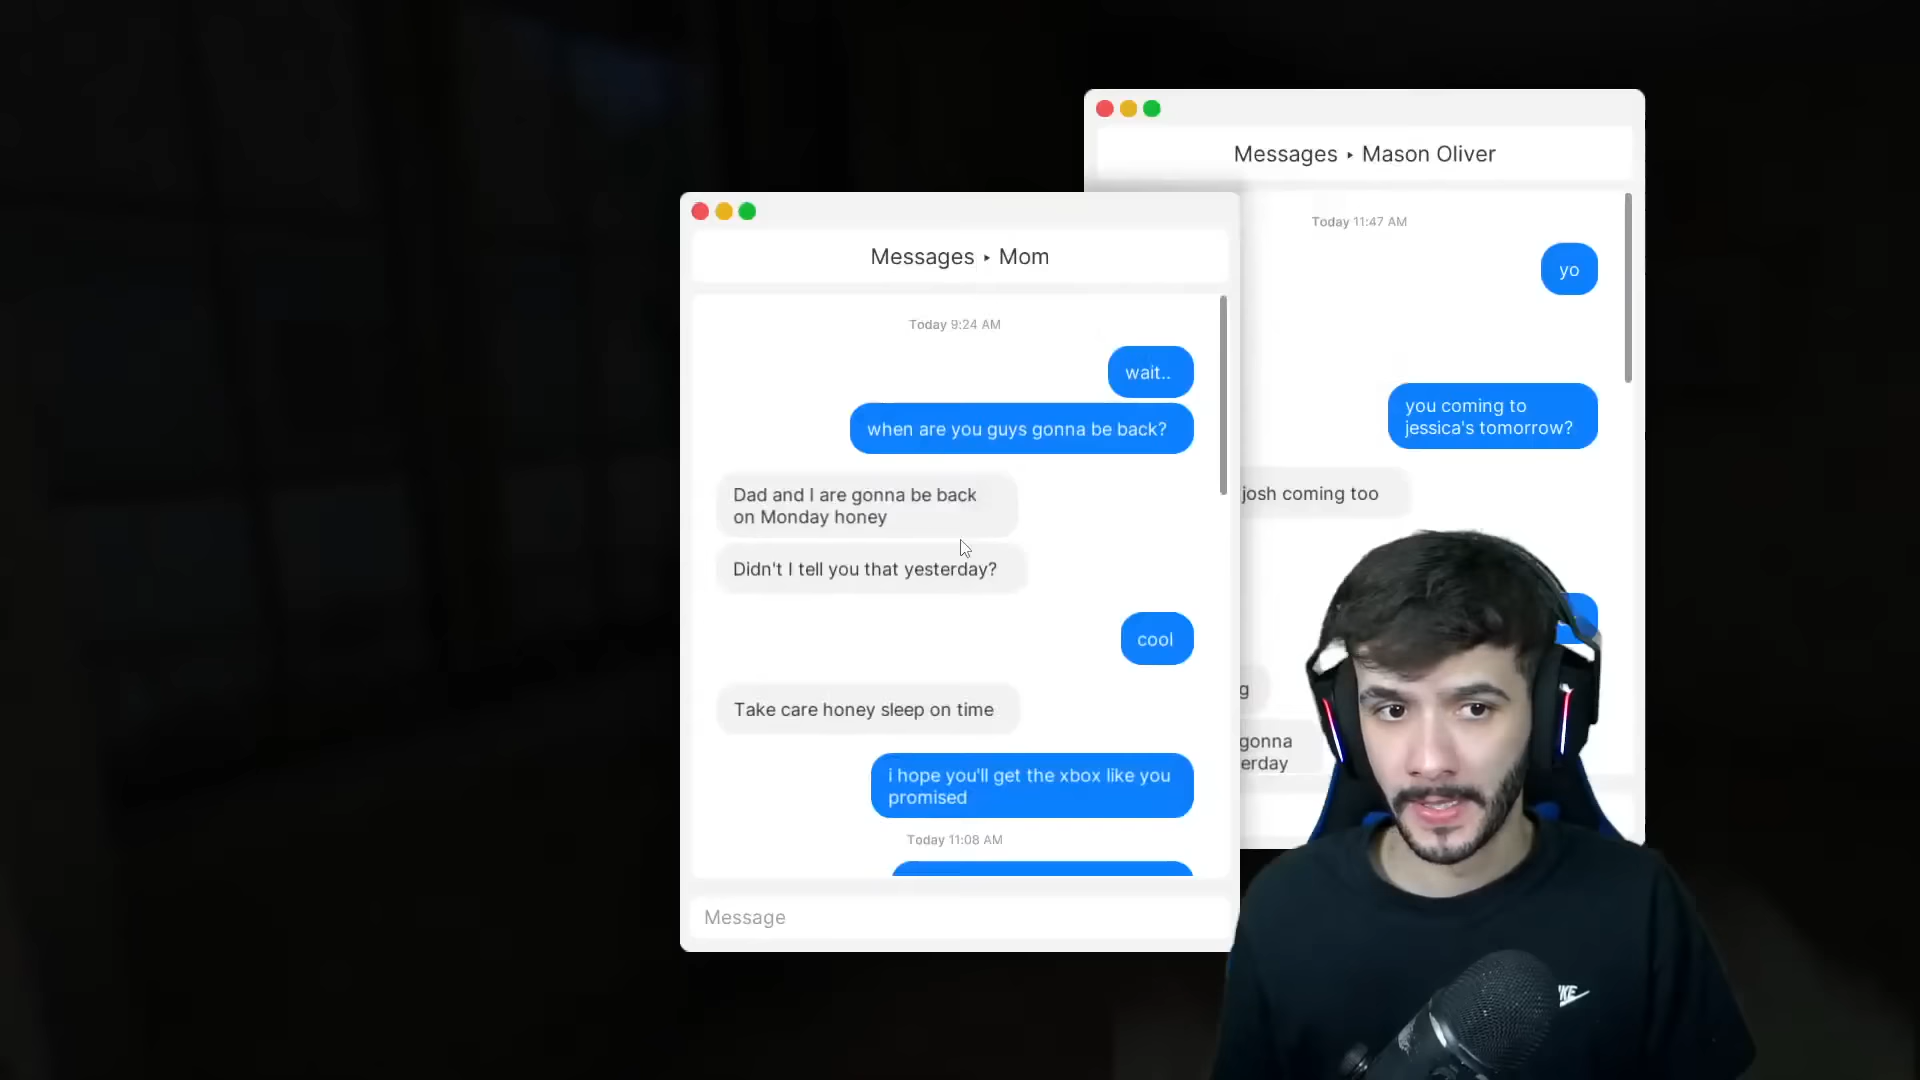 Messages ‣ Mason Oliver
Today 11:47 AM
yo
you coming to
jessica's tomorrow?
josh coming too
g
gonna
erday
Messages ‣ Mom
Today 9:24 AM
wait..
when are you guys gonna be back?
Dad and I are gonna be back
on Monday honey
Didn't I tell you that yesterday?
cool
Take care honey sleep on time
i hope you'll get the xbox like you
promised
Today 11:08 AM
Message